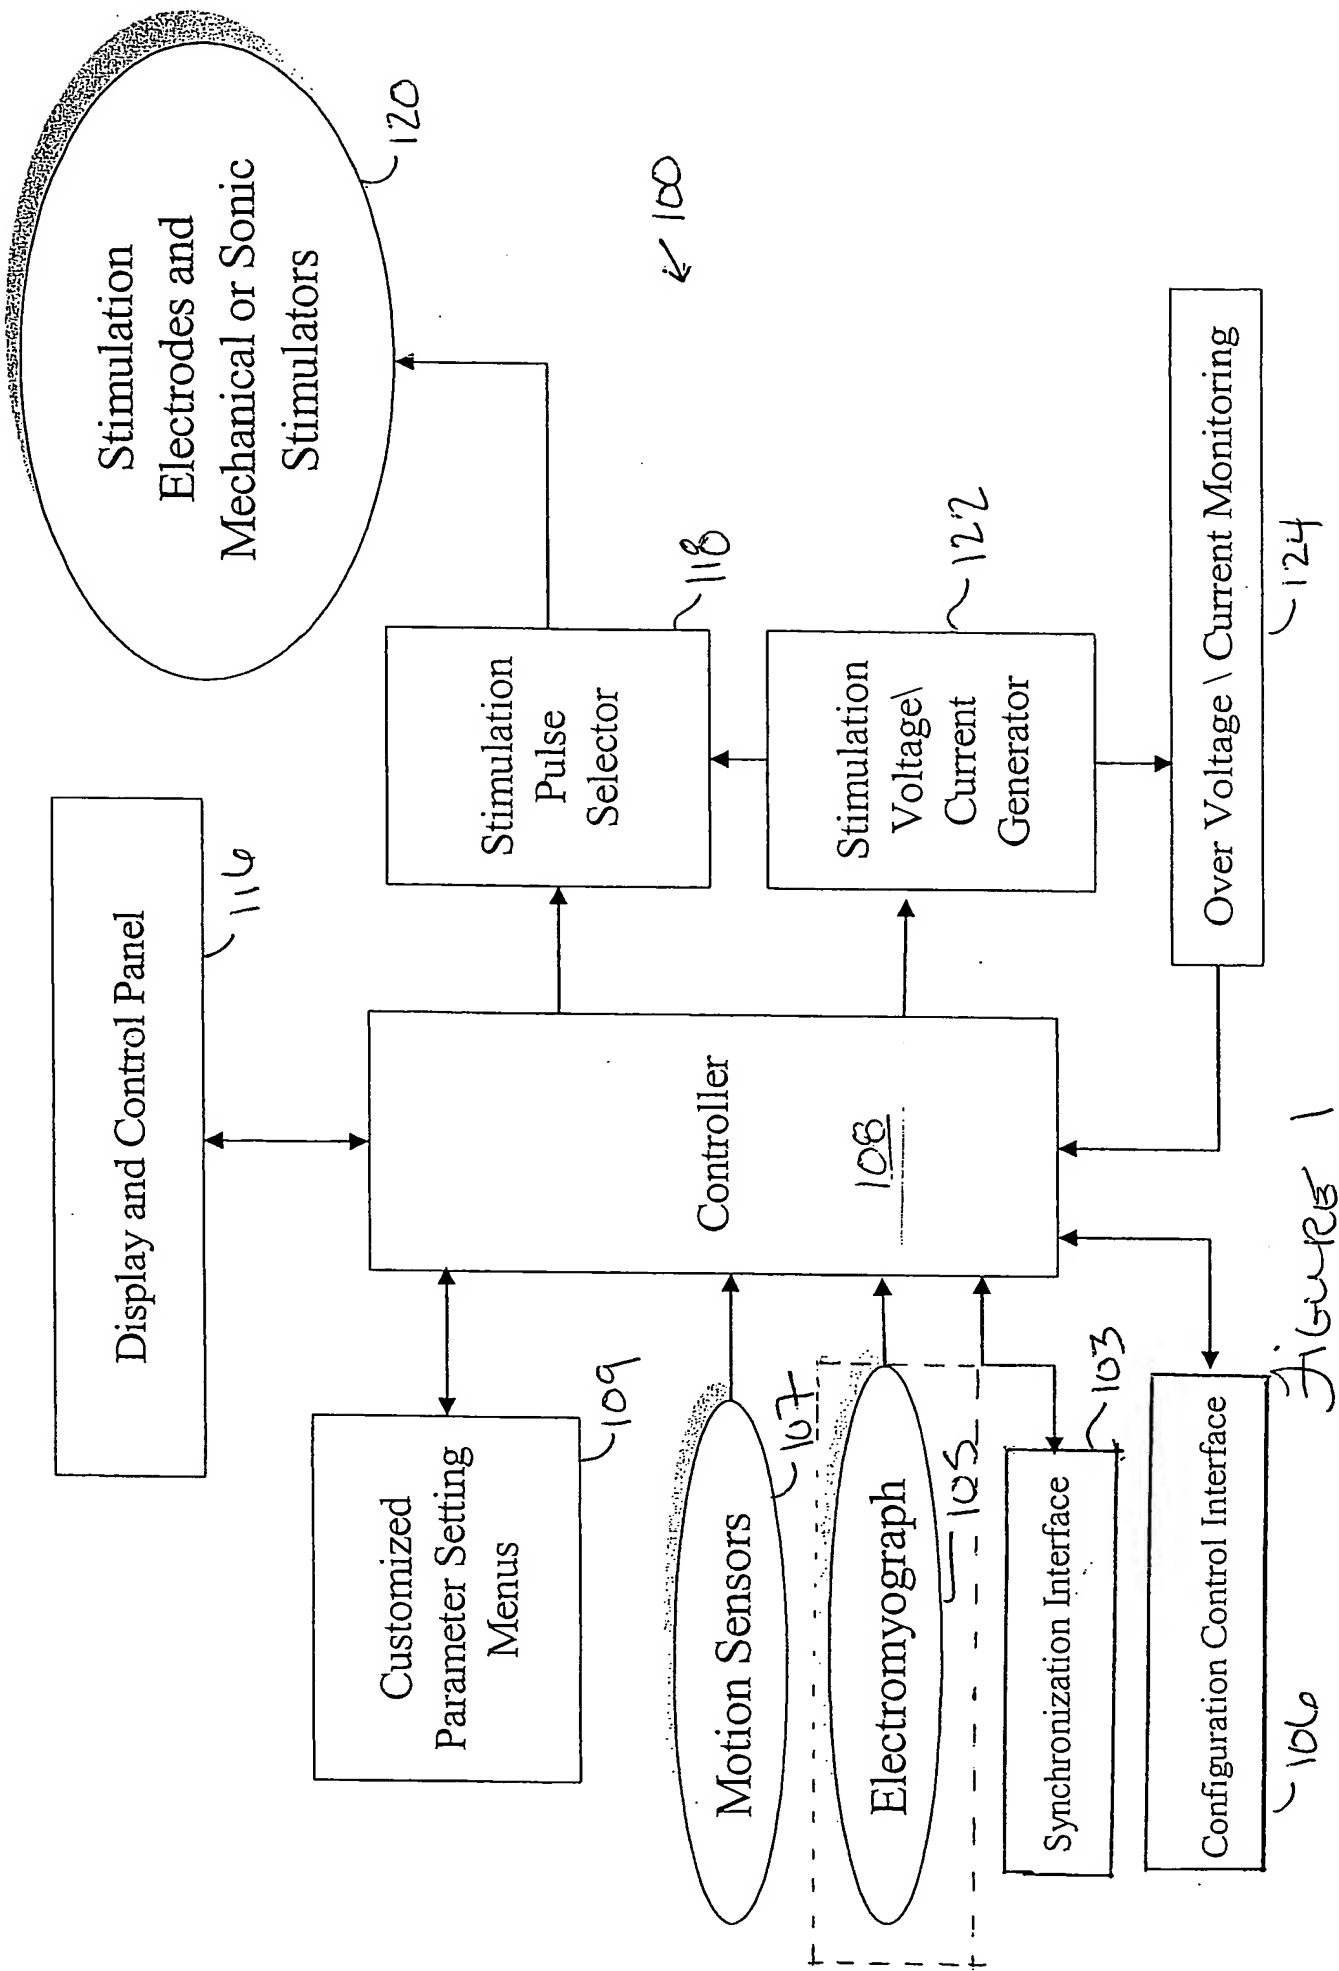 Display and Control Panel
116
Stimulation
Electrodes and
Mechanical or Sonic
Stimulators
120
Customized
Parameter Setting
Menus
109
Stimulation
Pulse
Selector
118
100
Motion Sensors
107
Controller
108
Electromyograph
105
Stimulation
Voltage\
Current
Generator
122
Synchronization Interface
103
Configuration Control Interface
106
Over Voltage \ Current Monitoring
124
FIGURE 1